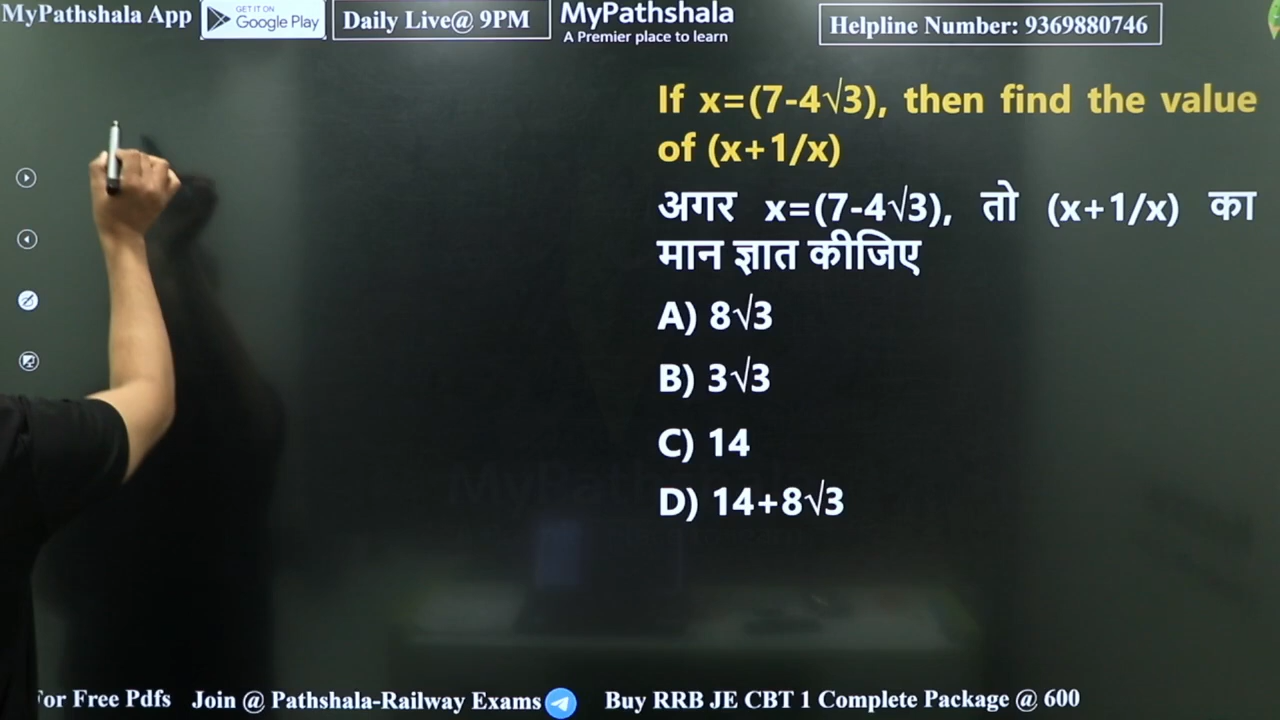 MyPathshala App
GET IT ON
Google Play
Daily Live@ 9PM
MyPathshala
A Premier place to learn
Helpline Number: 9369880746
If x=(7-4√3), then find the value
of (x+1/x)
अगर x=(7-4√3), तो (x+1/x) का
मान ज्ञात कीजिए
A) 8√3
B) 3√3
C) 14
D) 14+8√3
MyPathshala
For Free Pdfs Join @ Pathshala-Railway Exams
Buy RRB JE CBT 1 Complete Package @ 600